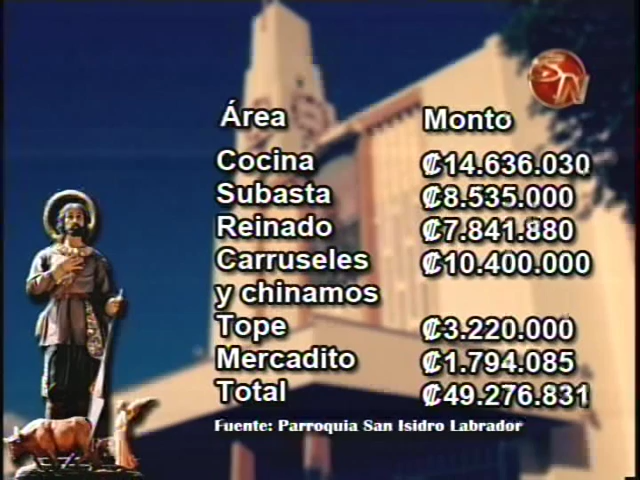 SN
Área Monto
Cocina ₡14.636.030
Subasta ₡8.535.000
Reinado ₡7.841.880
Carruseles ₡10.400.000
y chinamos
Tope ₡3.220.000
Mercadito ₡1.794.085
Total ₡49.276.831
Fuente: Parroquia San Isidro Labrador